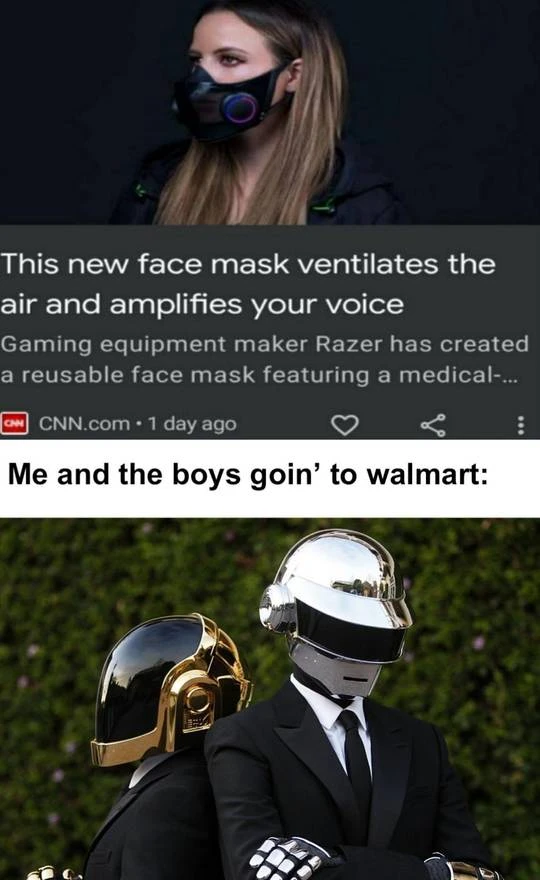 This new face mask ventilates the
air and amplifies your voice
Gaming equipment maker Razer has created
a reusable face mask featuring a medical-...
CNN CNN.com • 1 day ago
Me and the boys goin’ to walmart: